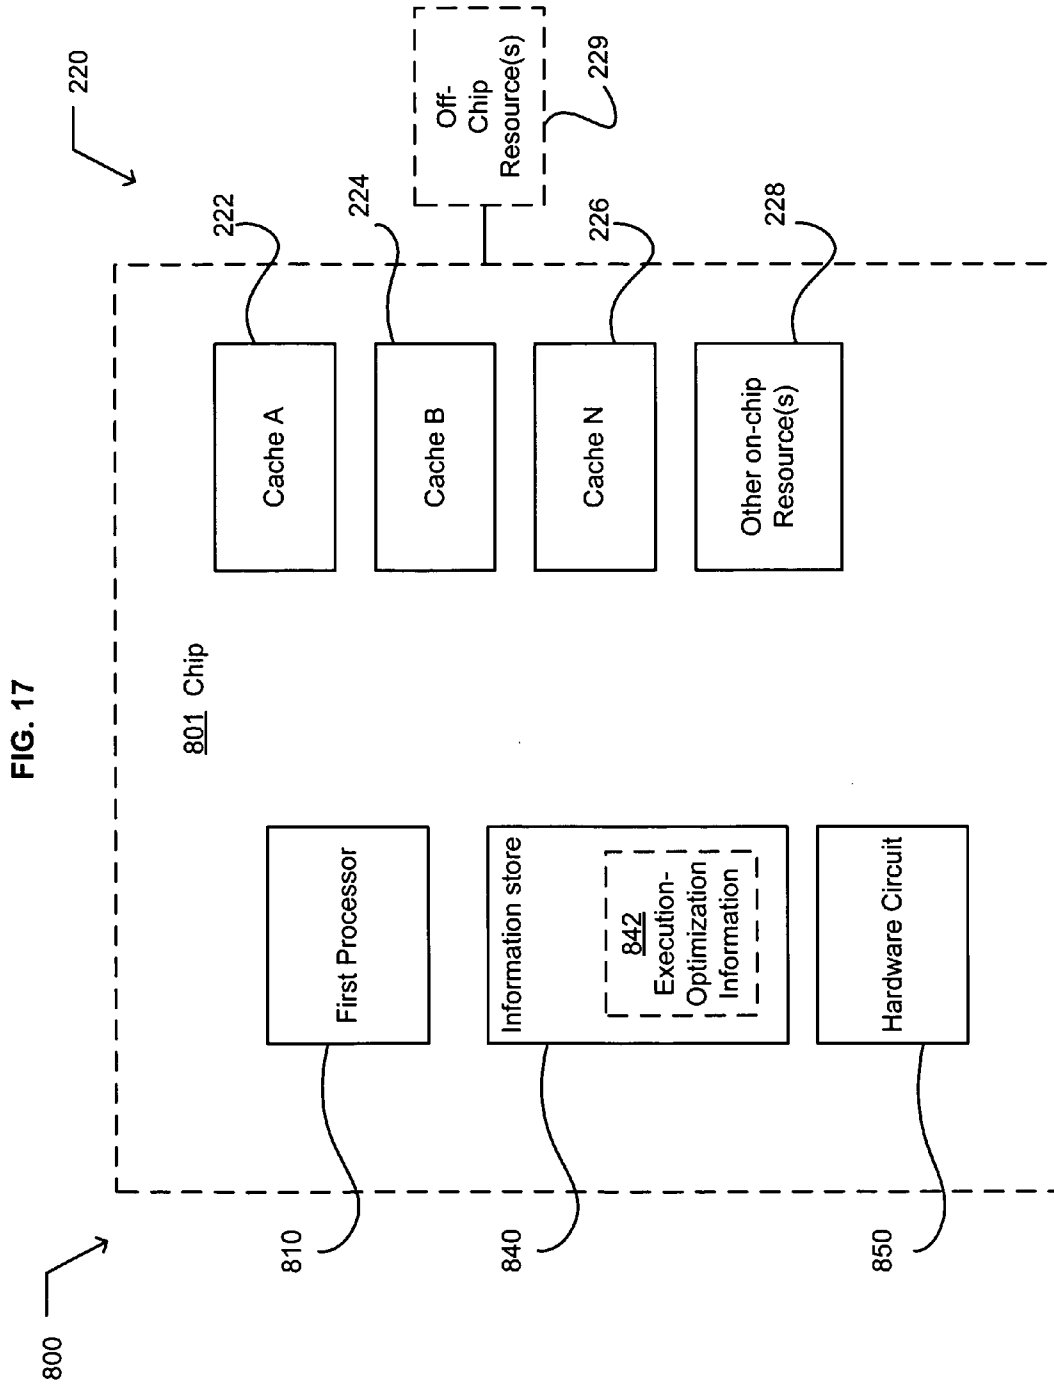 FIG. 17
800
220
801 Chip
810
First Processor
840
Information store
842
Execution-
Optimization
Information
850
Hardware Circuit
Cache A
222
Cache B
224
Cache N
226
Other on-chip
Resource(s)
228
Off-
Chip
Resource(s)
229